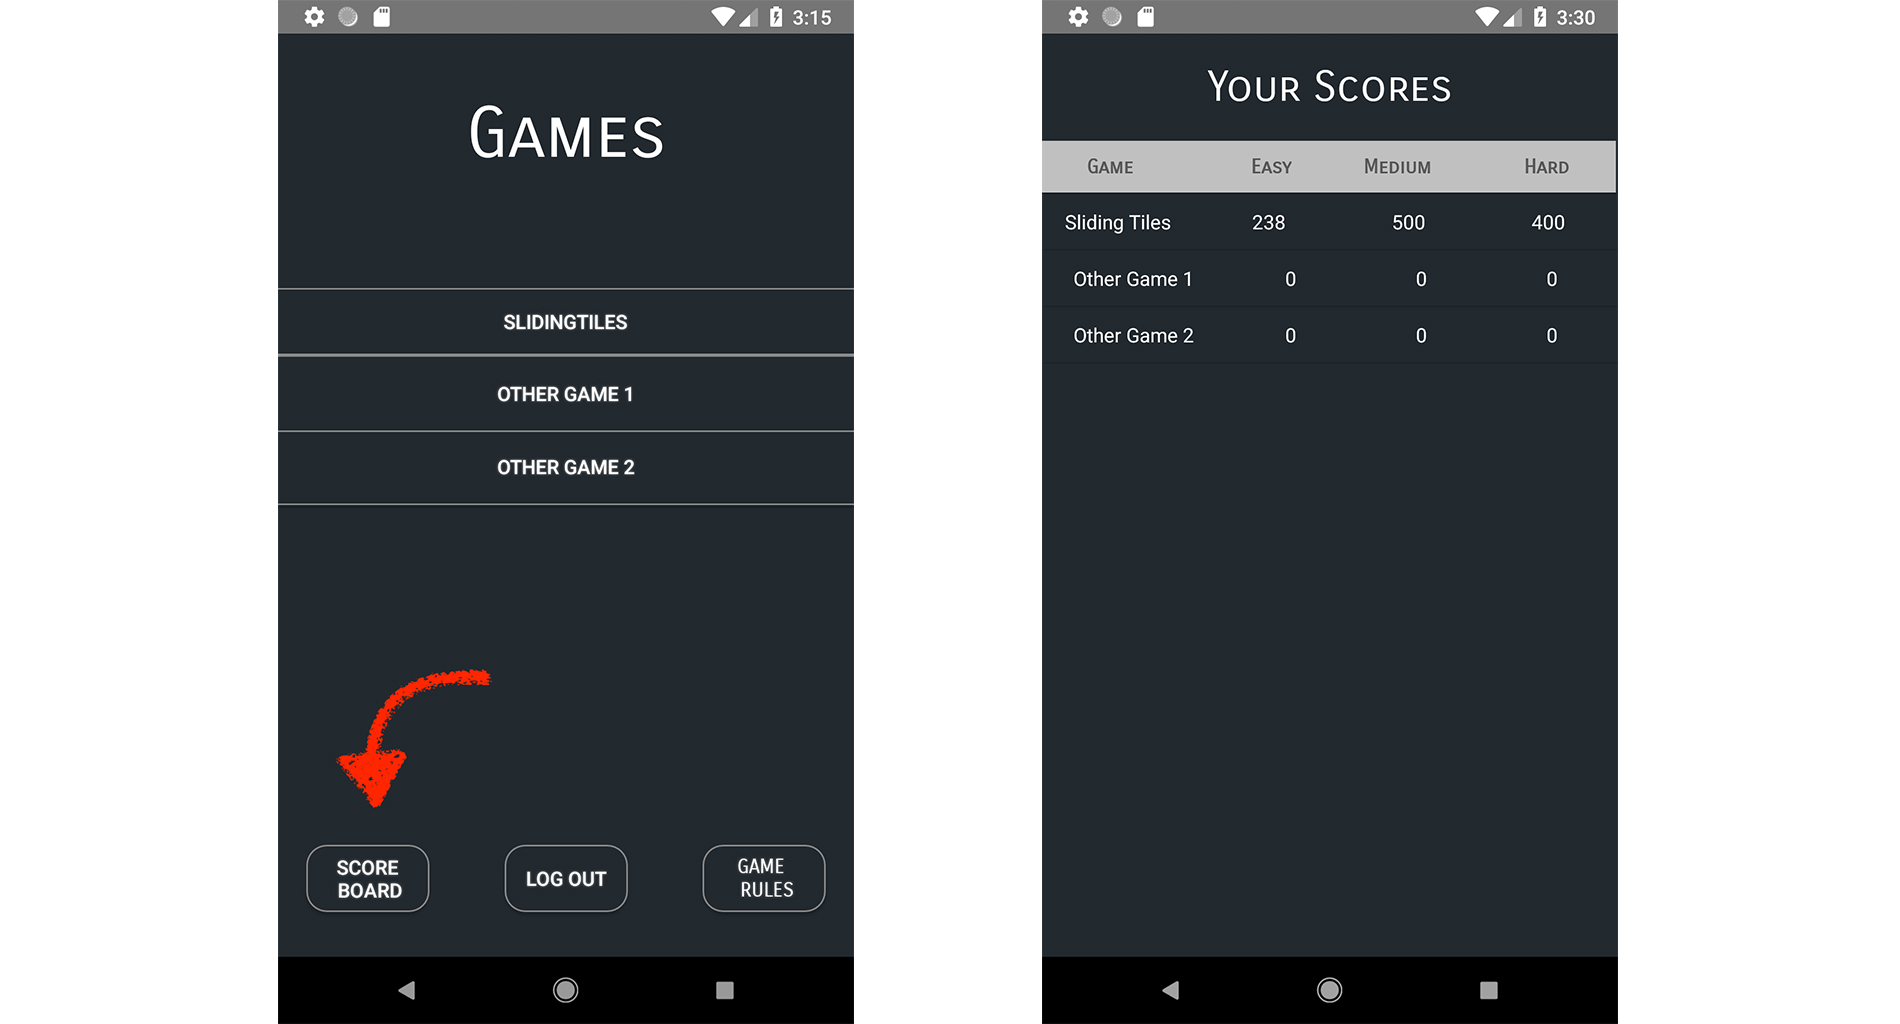 3:15
Games
SLIDINGTILES
OTHER GAME 1
OTHER GAME 2
SCORE
BOARD
LOG OUT
GAME
RULES
3:30
Your Scores
Game Easy Medium Hard
Sliding Tiles 238 500 400
Other Game 1 0 0 0
Other Game 2 0 0 0